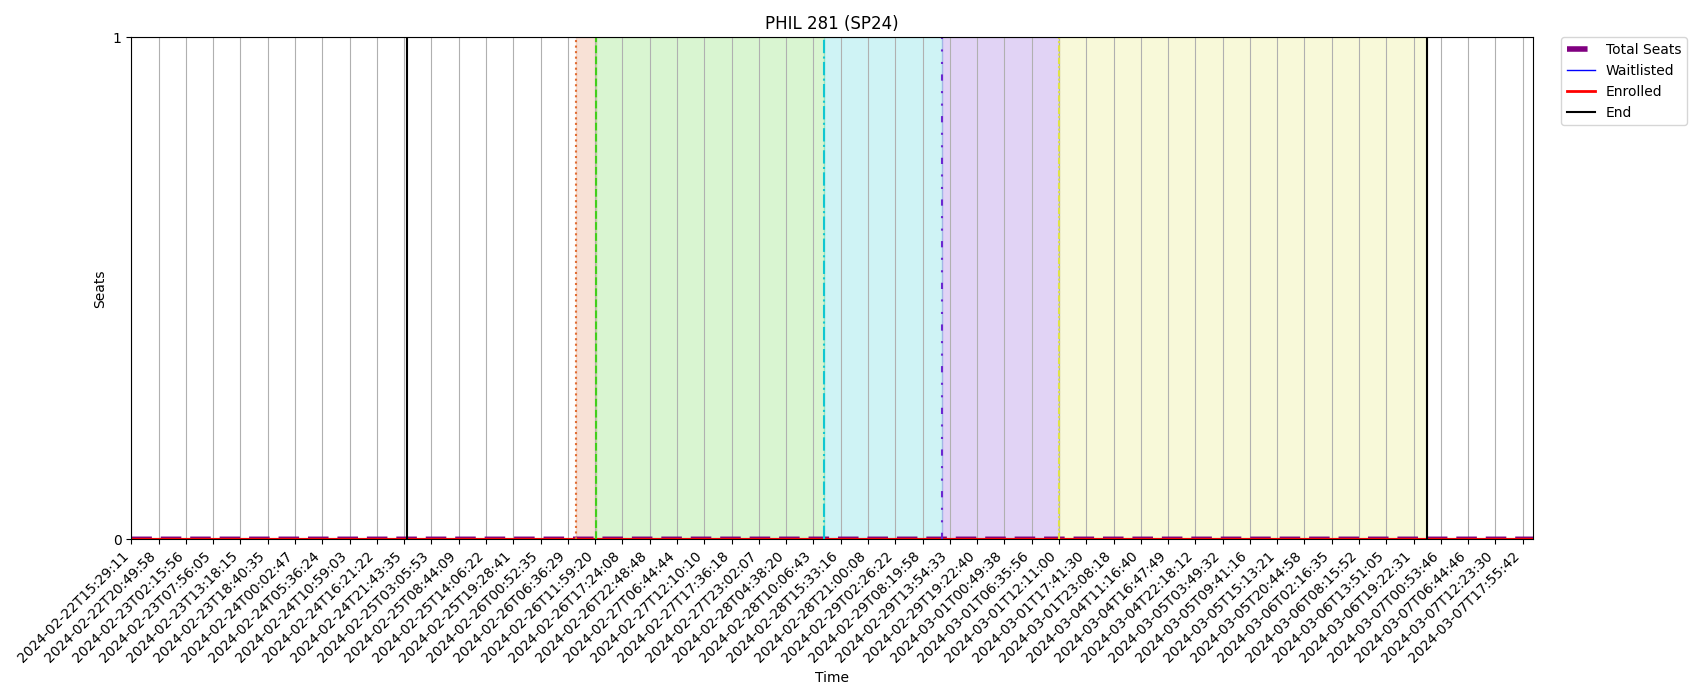 PHIL 281 (SP24)
1
0
Seats
Total Seats
Waitlisted
Enrolled
End
2024-02-22T15:29:11
2024-02-22T20:49:58
2024-02-23T02:15:56
2024-02-23T07:56:05
2024-02-23T13:18:15
2024-02-23T18:40:35
2024-02-24T00:02:47
2024-02-24T05:36:24
2024-02-24T10:59:03
2024-02-24T16:21:22
2024-02-24T21:43:35
2024-02-25T03:05:53
2024-02-25T08:44:09
2024-02-25T14:06:22
2024-02-25T19:28:41
2024-02-26T00:52:35
2024-02-26T06:36:29
2024-02-26T11:59:20
2024-02-26T17:24:08
2024-02-26T22:48:48
2024-02-27T06:44:44
2024-02-27T12:10:10
2024-02-27T17:36:18
2024-02-27T23:02:07
2024-02-28T04:38:20
2024-02-28T10:06:43
2024-02-28T15:33:16
2024-02-28T21:00:08
2024-02-29T02:26:22
2024-02-29T08:19:58
2024-02-29T13:54:33
2024-02-29T19:22:40
2024-03-01T00:49:38
2024-03-01T06:35:56
2024-03-01T12:11:00
2024-03-01T17:41:30
2024-03-01T23:08:18
2024-03-04T11:16:40
2024-03-04T16:47:49
2024-03-04T22:18:12
2024-03-05T03:49:32
2024-03-05T09:41:16
2024-03-05T15:13:21
2024-03-05T20:44:58
2024-03-06T02:16:35
2024-03-06T08:15:52
2024-03-06T13:51:05
2024-03-06T19:22:31
2024-03-07T00:53:46
2024-03-07T06:44:46
2024-03-07T12:23:30
2024-03-07T17:55:42
Time